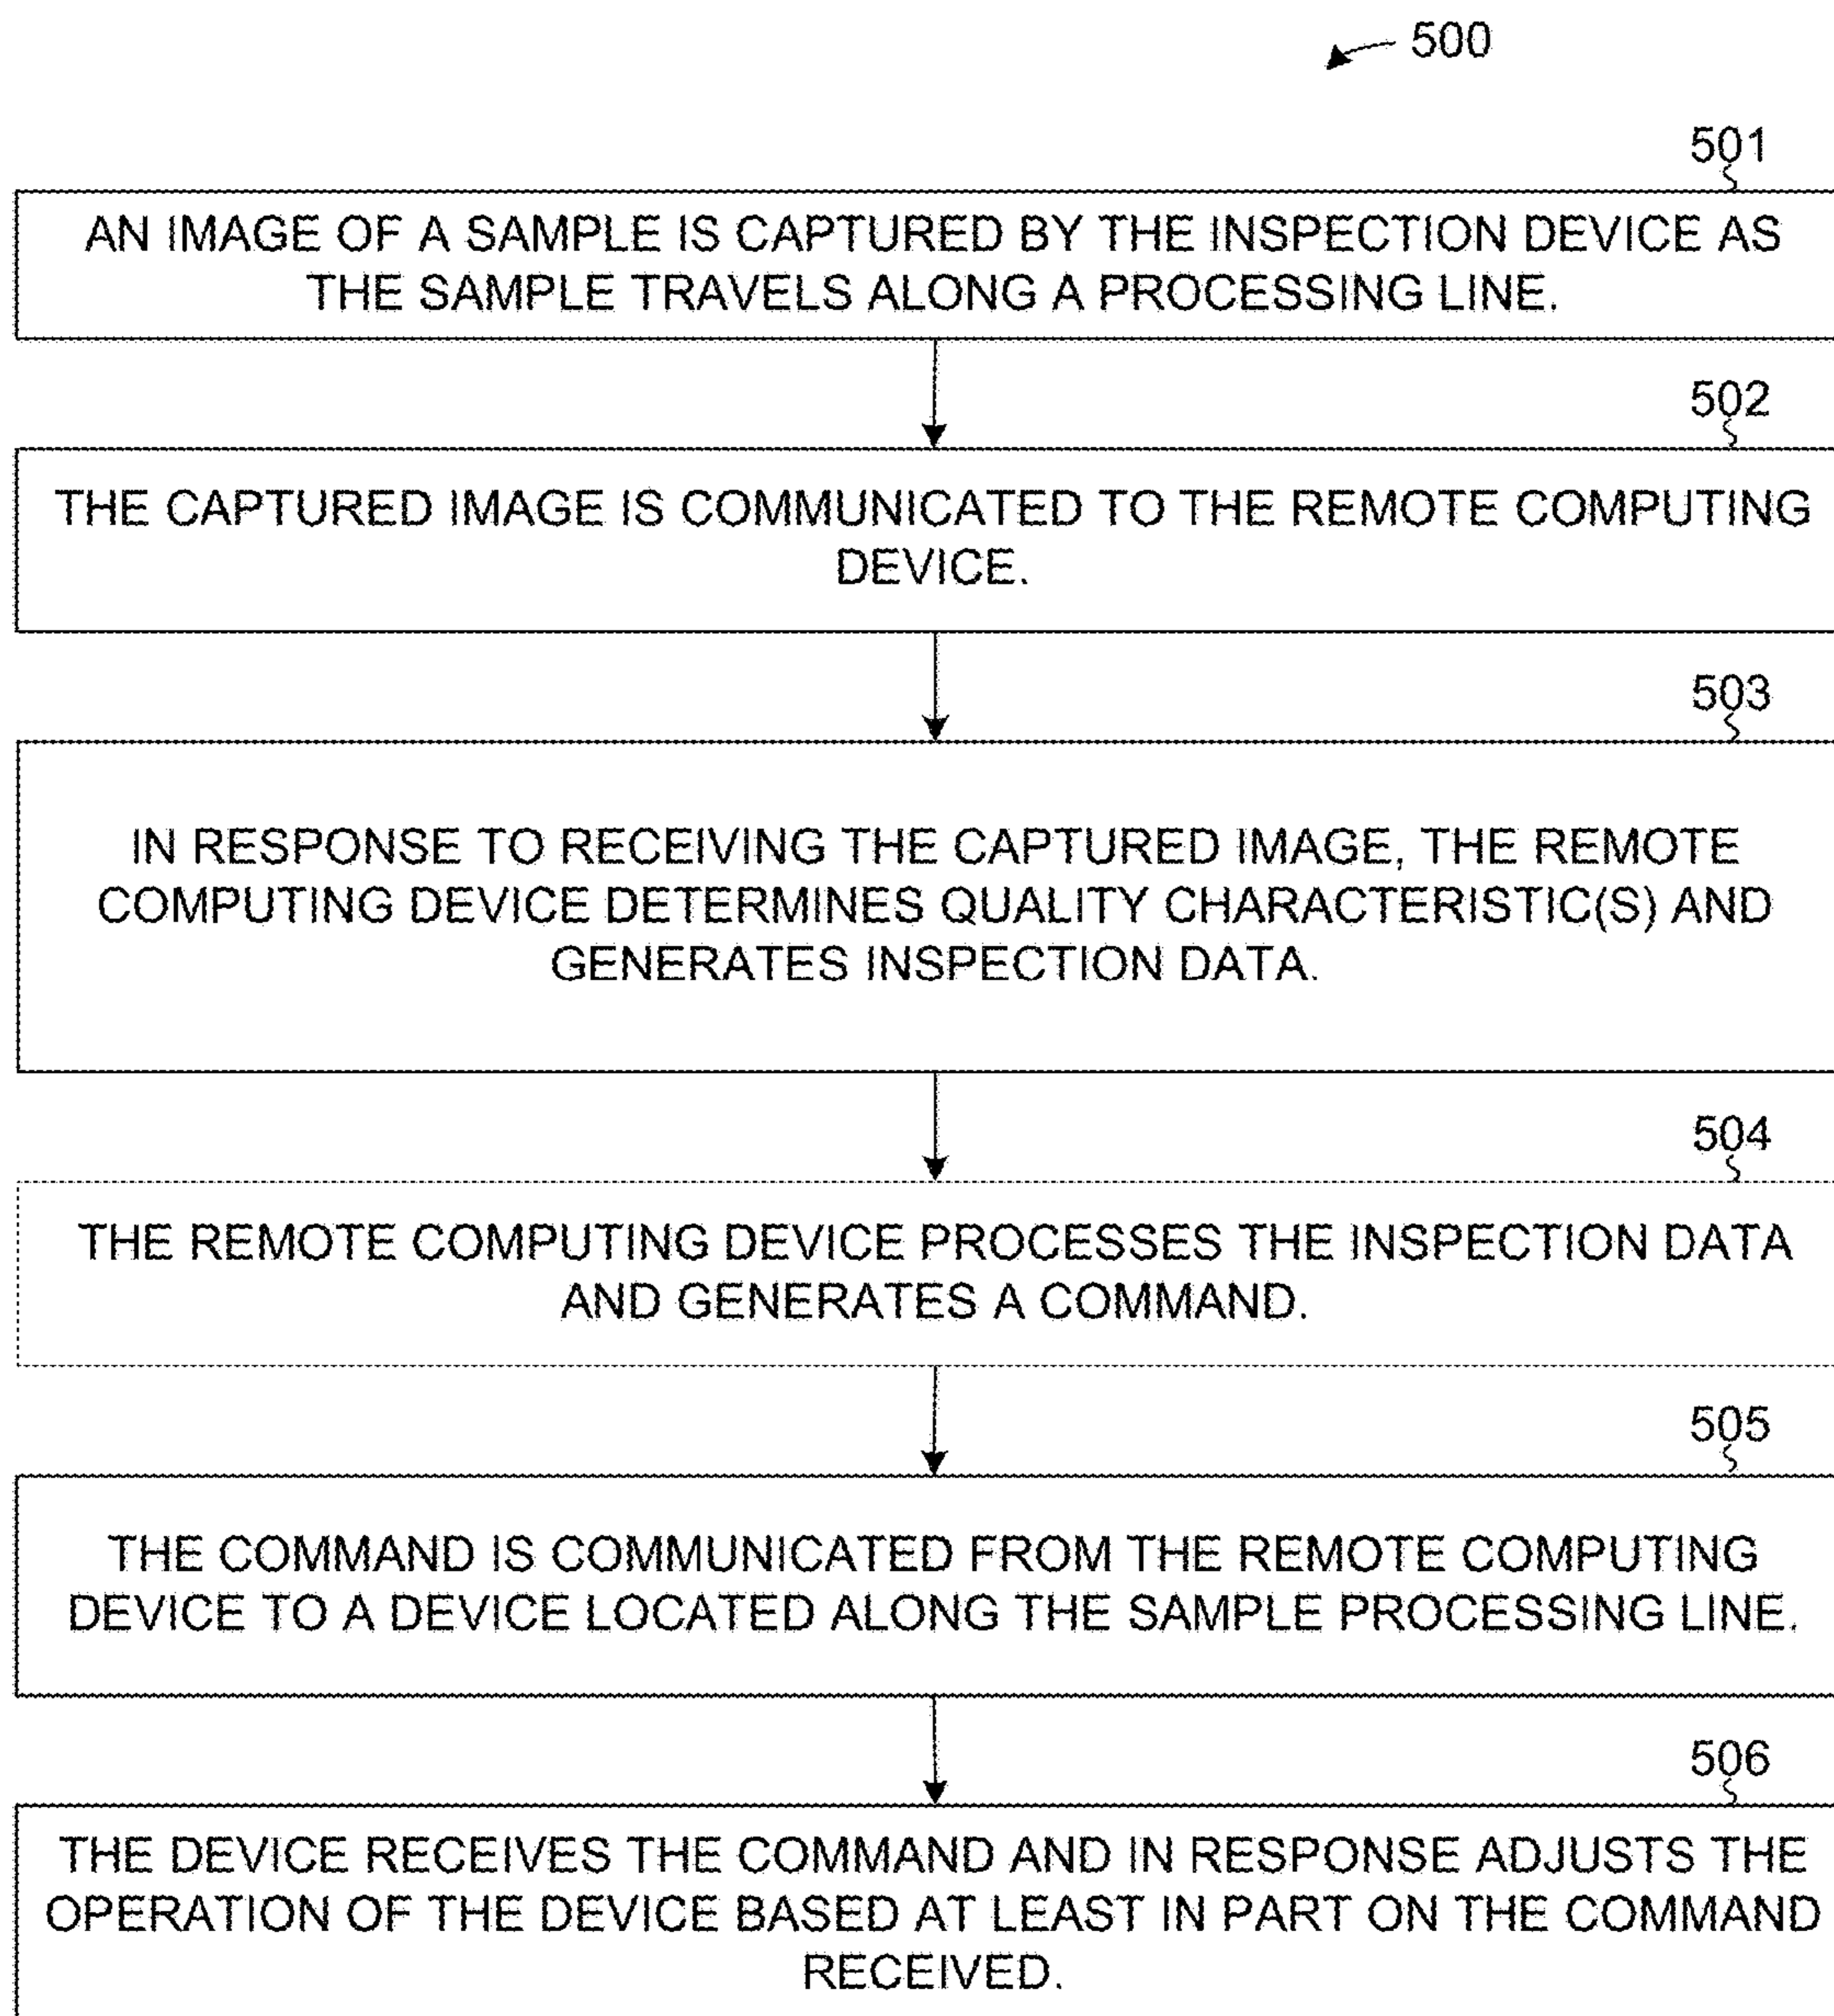 500
501
AN IMAGE OF A SAMPLE IS CAPTURED BY THE INSPECTION DEVICE AS
THE SAMPLE TRAVELS ALONG A PROCESSING LINE.
502
THE CAPTURED IMAGE IS COMMUNICATED TO THE REMOTE COMPUTING
DEVICE.
503
IN RESPONSE TO RECEIVING THE CAPTURED IMAGE, THE REMOTE
COMPUTING DEVICE DETERMINES QUALITY CHARACTERISTIC(S) AND
GENERATES INSPECTION DATA.
504
THE REMOTE COMPUTING DEVICE PROCESSES THE INSPECTION DATA
AND GENERATES A COMMAND.
505
THE COMMAND IS COMMUNICATED FROM THE REMOTE COMPUTING
DEVICE TO A DEVICE LOCATED ALONG THE SAMPLE PROCESSING LINE.
506
THE DEVICE RECEIVES THE COMMAND AND IN RESPONSE ADJUSTS THE
OPERATION OF THE DEVICE BASED AT LEAST IN PART ON THE COMMAND
RECEIVED.